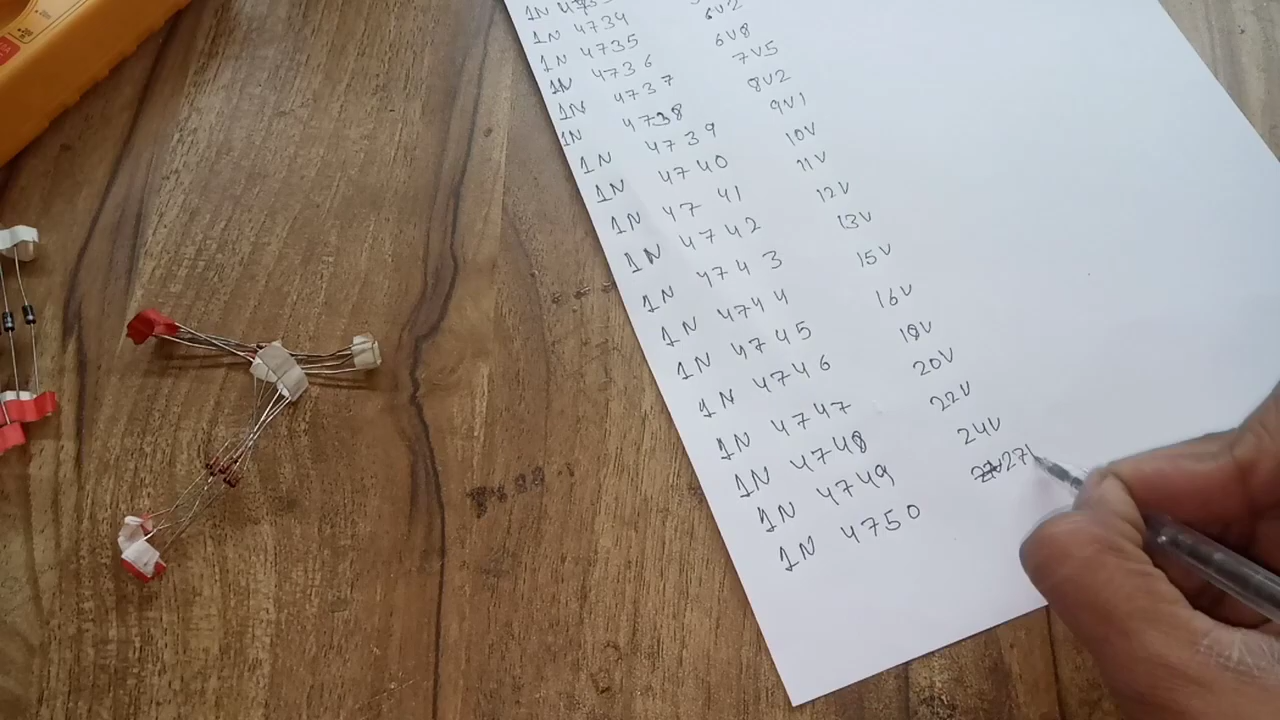 1N 4734
1N 4735 6V2
1N 4736 6V8
1N 4737 7V5
1N 4738 8V2
1N 4739 9V1
1N 4740 10V
1N 4741 11V
1N 4742 12V
1N 4743 13V
1N 4744 15V
1N 4745 16V
1N 4746 18V
1N 4747 20V
1N 4748 22V
1N 4749 24V
1N 4750 27